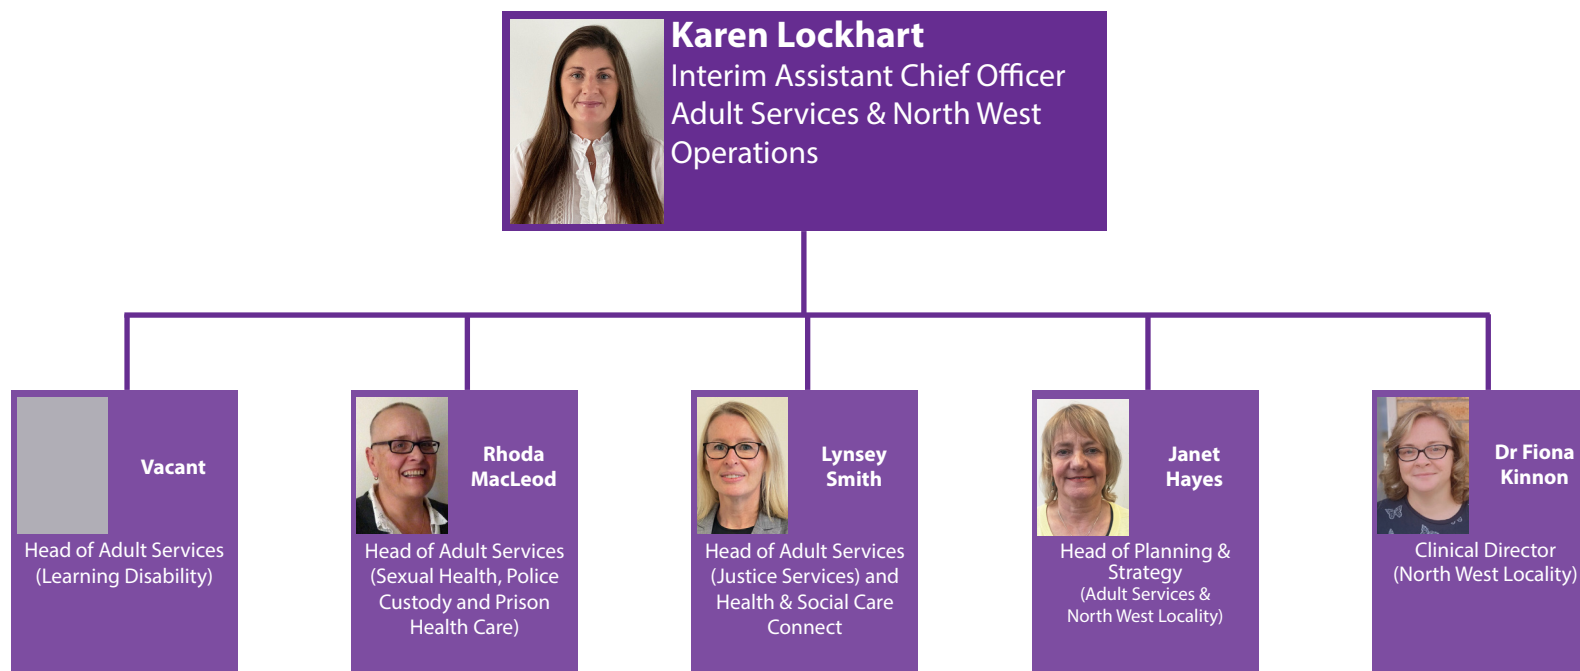 Karen Lockhart
Interim Assistant Chief Officer
Adult Services & North West
Operations
Vacant
Head of Adult Services
(Learning Disability)
Rhoda
MacLeod
Head of Adult Services
(Sexual Health, Police
Custody and Prison
Health Care)
Lynsey
Smith
Head of Adult Services
(Justice Services) and
Health & Social Care
Connect
Janet
Hayes
Head of Planning &
Strategy
(Adult Services &
North West Locality)
Dr Fiona
Kinnon
Clinical Director
(North West Locality)